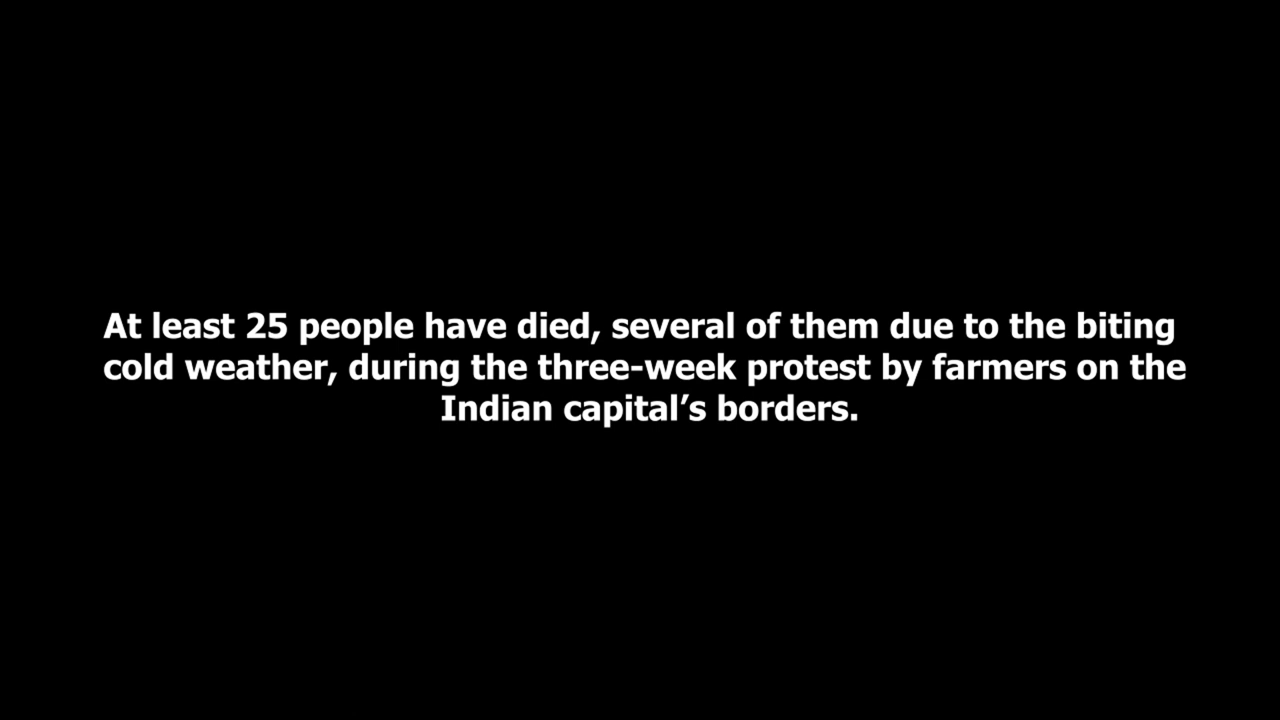 At least 25 people have died, several of them due to the biting
cold weather, during the three-week protest by farmers on the
Indian capital’s borders.